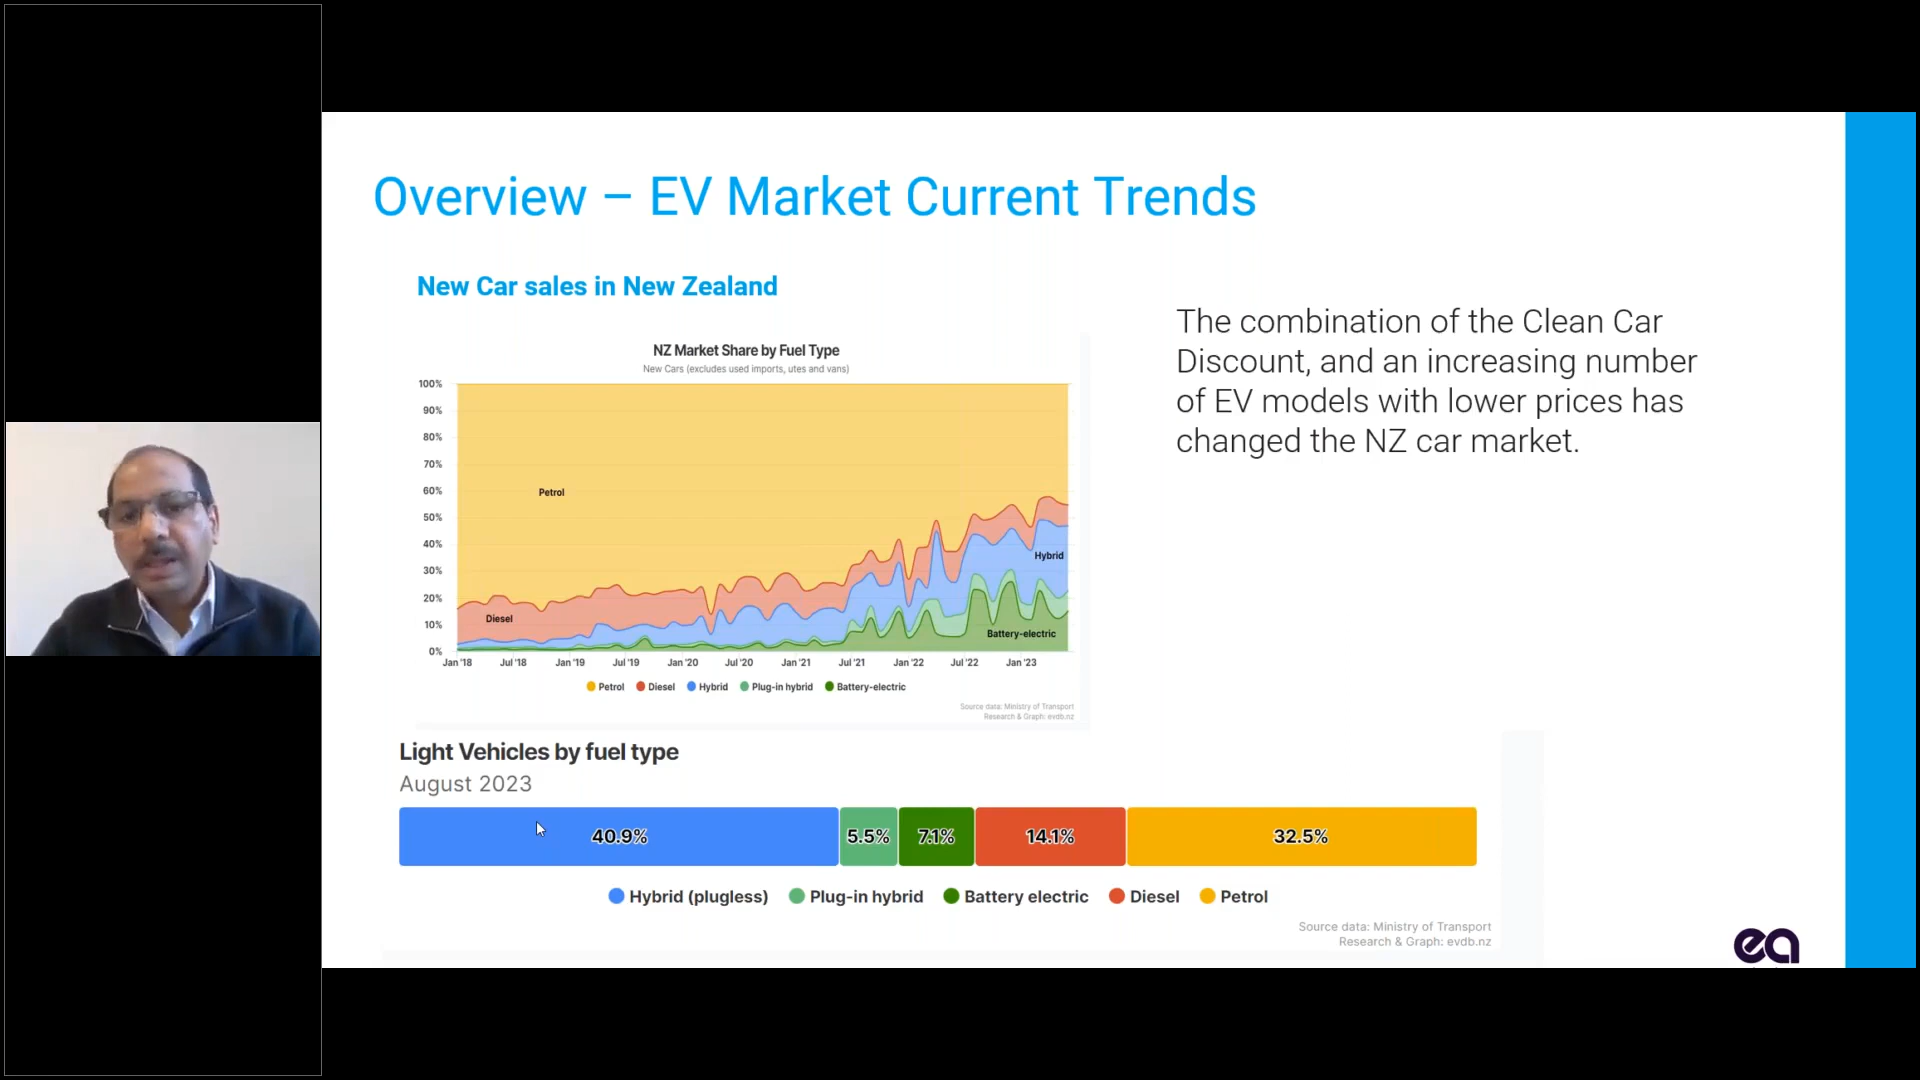 Overview – EV Market Current Trends
New Car sales in New Zealand
The combination of the Clean Car
Discount, and an increasing number
of EV models with lower prices has
changed the NZ car market.
NZ Market Share by Fuel Type
New Cars (excludes used imports, utes and vans)
100%
90%
80%
70%
60%
50%
40%
30%
20%
10%
0%
Petrol
Diesel
Hybrid
Battery-electric
Jan '18 Jul '18 Jan '19 Jul '19 Jan '20 Jul '20 Jan '21 Jul '21 Jan '22 Jul '22 Jan '23
Petrol Diesel Hybrid Plug-in hybrid Battery-electric
Source data: Ministry of Transport
Research & Graph: evdb.nz
Light Vehicles by fuel type
August 2023
40.9% 5.5% 7.1% 14.1% 32.5%
Hybrid (plugless) Plug-in hybrid Battery electric Diesel Petrol
Source data: Ministry of Transport
Research & Graph: evdb.nz
ea